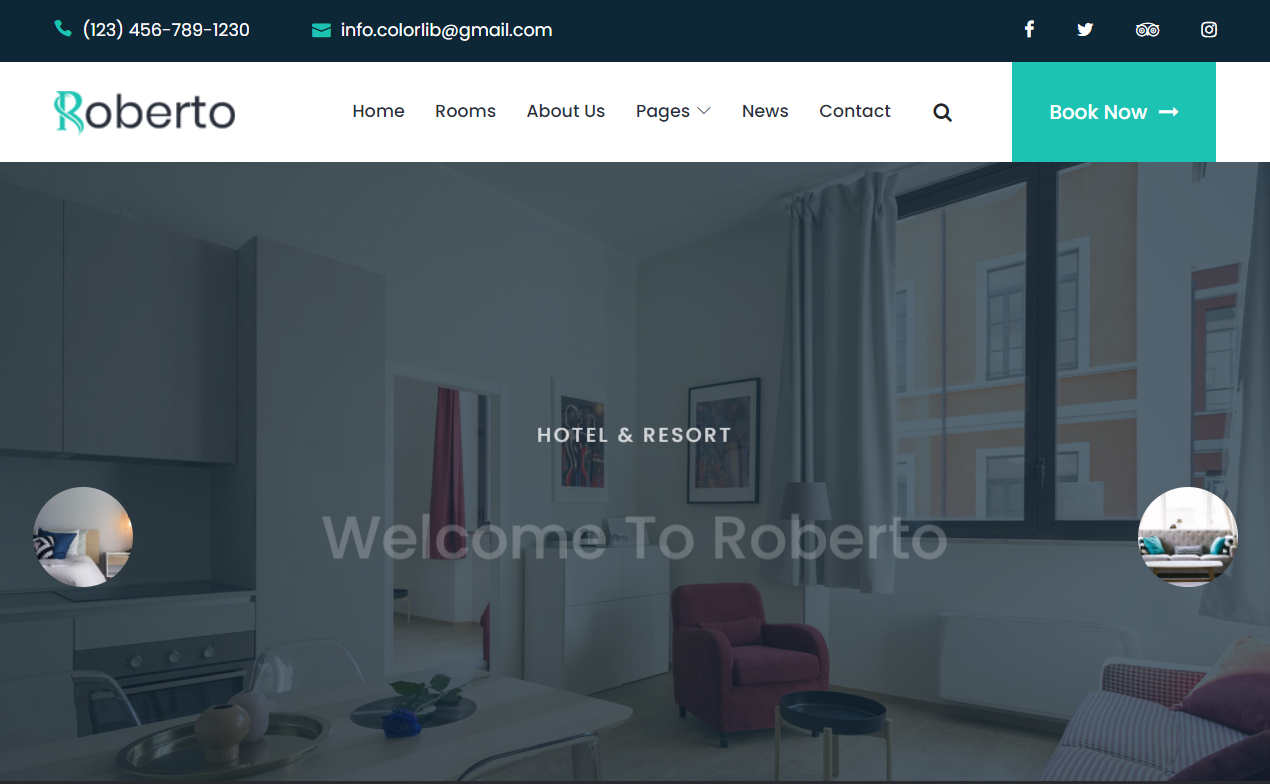 (123) 456-789-1230 info.colorlib@gmail.com
Roberto Home Rooms About Us Pages News Contact Book Now
HOTEL & RESORT
Welcome To Roberto